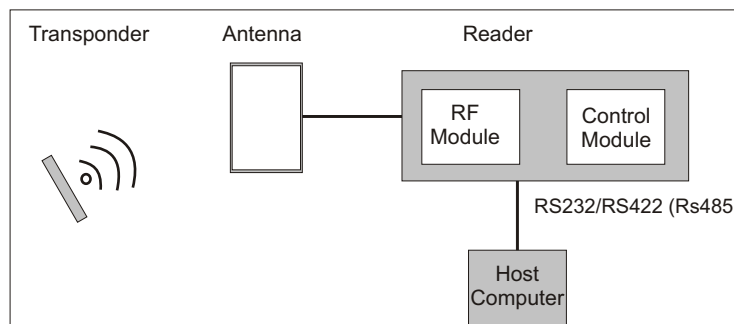 Transponder
Antenna
Reader
RF
Module
Control
Module
RS232/RS422 (Rs485
Host
Computer